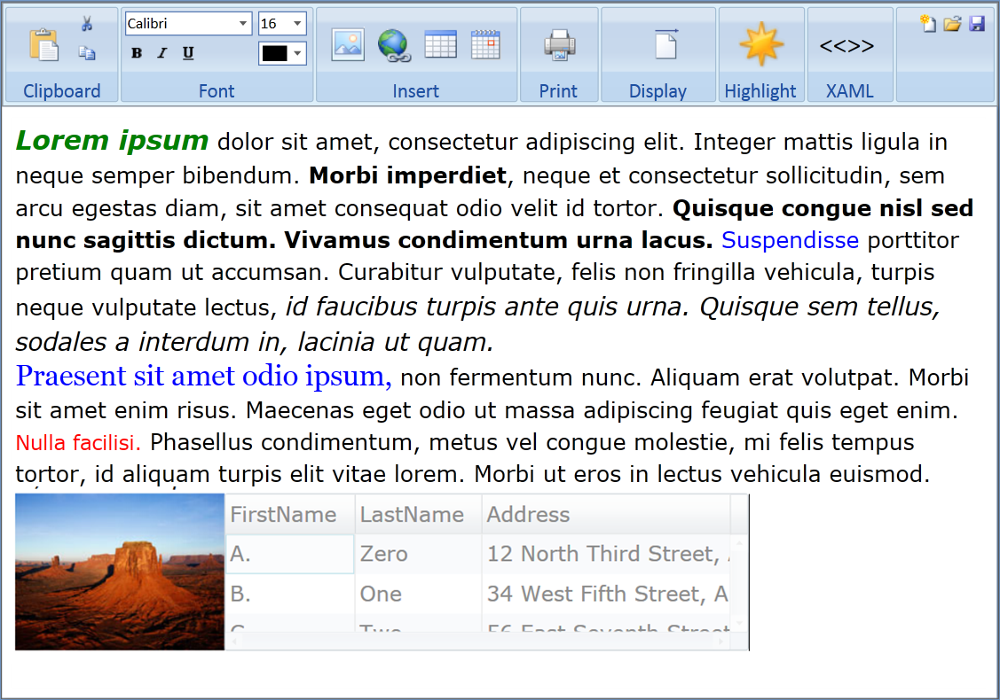 Calibri 16
B I U
<<>>
Clipboard Font Insert Print Display Highlight XAML
Lorem ipsum dolor sit amet, consectetur adipiscing elit. Integer mattis ligula in
neque semper bibendum. Morbi imperdiet, neque et consectetur sollicitudin, sem
arcu egestas diam, sit amet consequat odio velit id tortor. Quisque congue nisl sed
nunc sagittis dictum. Vivamus condimentum urna lacus. Suspendisse porttitor
pretium quam ut accumsan. Curabitur vulputate, felis non fringilla vehicula, turpis
neque vulputate lectus, id faucibus turpis ante quis urna. Quisque sem tellus,
sodales a interdum in, lacinia ut quam.
Praesent sit amet odio ipsum, non fermentum nunc. Aliquam erat volutpat. Morbi
sit amet enim risus. Maecenas eget odio ut massa adipiscing feugiat quis eget enim.
Nulla facilisi. Phasellus condimentum, metus vel congue molestie, mi felis tempus
tortor, id aliquam turpis elit vitae lorem. Morbi ut eros in lectus vehicula euismod.
FirstName LastName Address
A. Zero 12 North Third Street,
B. One 34 West Fifth Street, A
C. Two 56 East Seventh Street